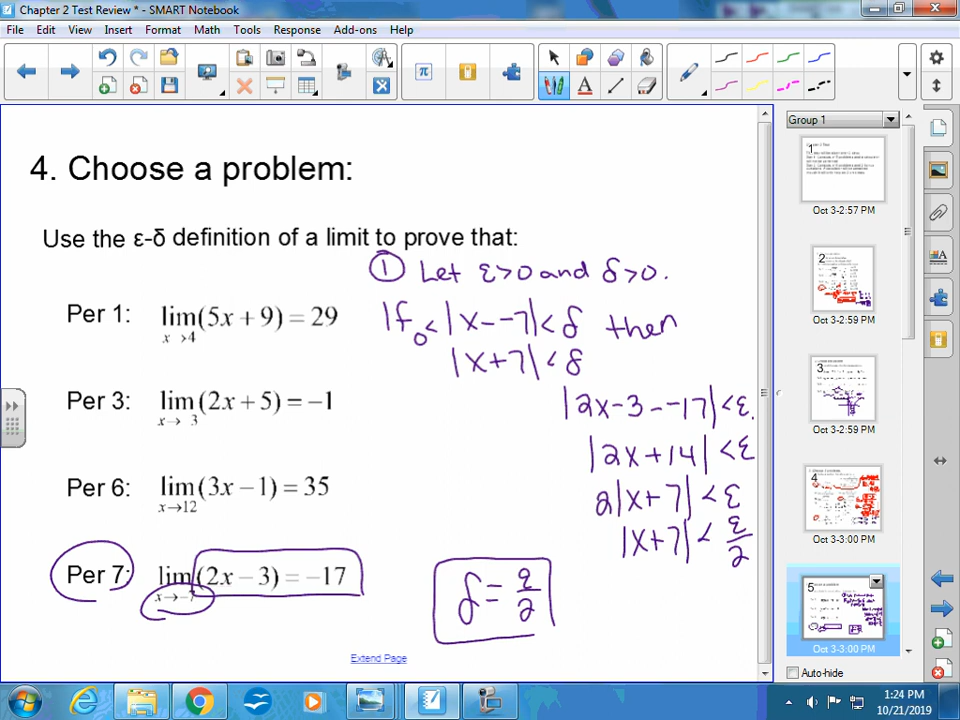 Chapter 2 Test Review * - SMART Notebook
File Edit View Insert Format Math Tools Response Add-ons Help
Group 1
4. Choose a problem:
Use the ε-δ definition of a limit to prove that:
① Let ε>0 and δ>0.
Per 1: lim (5x + 9) = 29
x→4
If 0<|x--7|<δ then
|x+7|<δ
Per 3: lim (2x + 5) = −1
x→ 3
|2x-3--17|<ε.
|2x+14|<ε
Per 6: lim (3x − 1) = 35
x→12
2|x+7|<ε
|x+7|<ε/2
Per 7: lim (2x − 3) = −17
x→−7
δ=ε/2
Extend Page
1
Oct 3-2:57 PM
2
Oct 3-2:59 PM
3
Oct 3-2:59 PM
4
Oct 3-3:00 PM
5
Oct 3-3:00 PM
Auto-hide
1:24 PM
10/21/2019